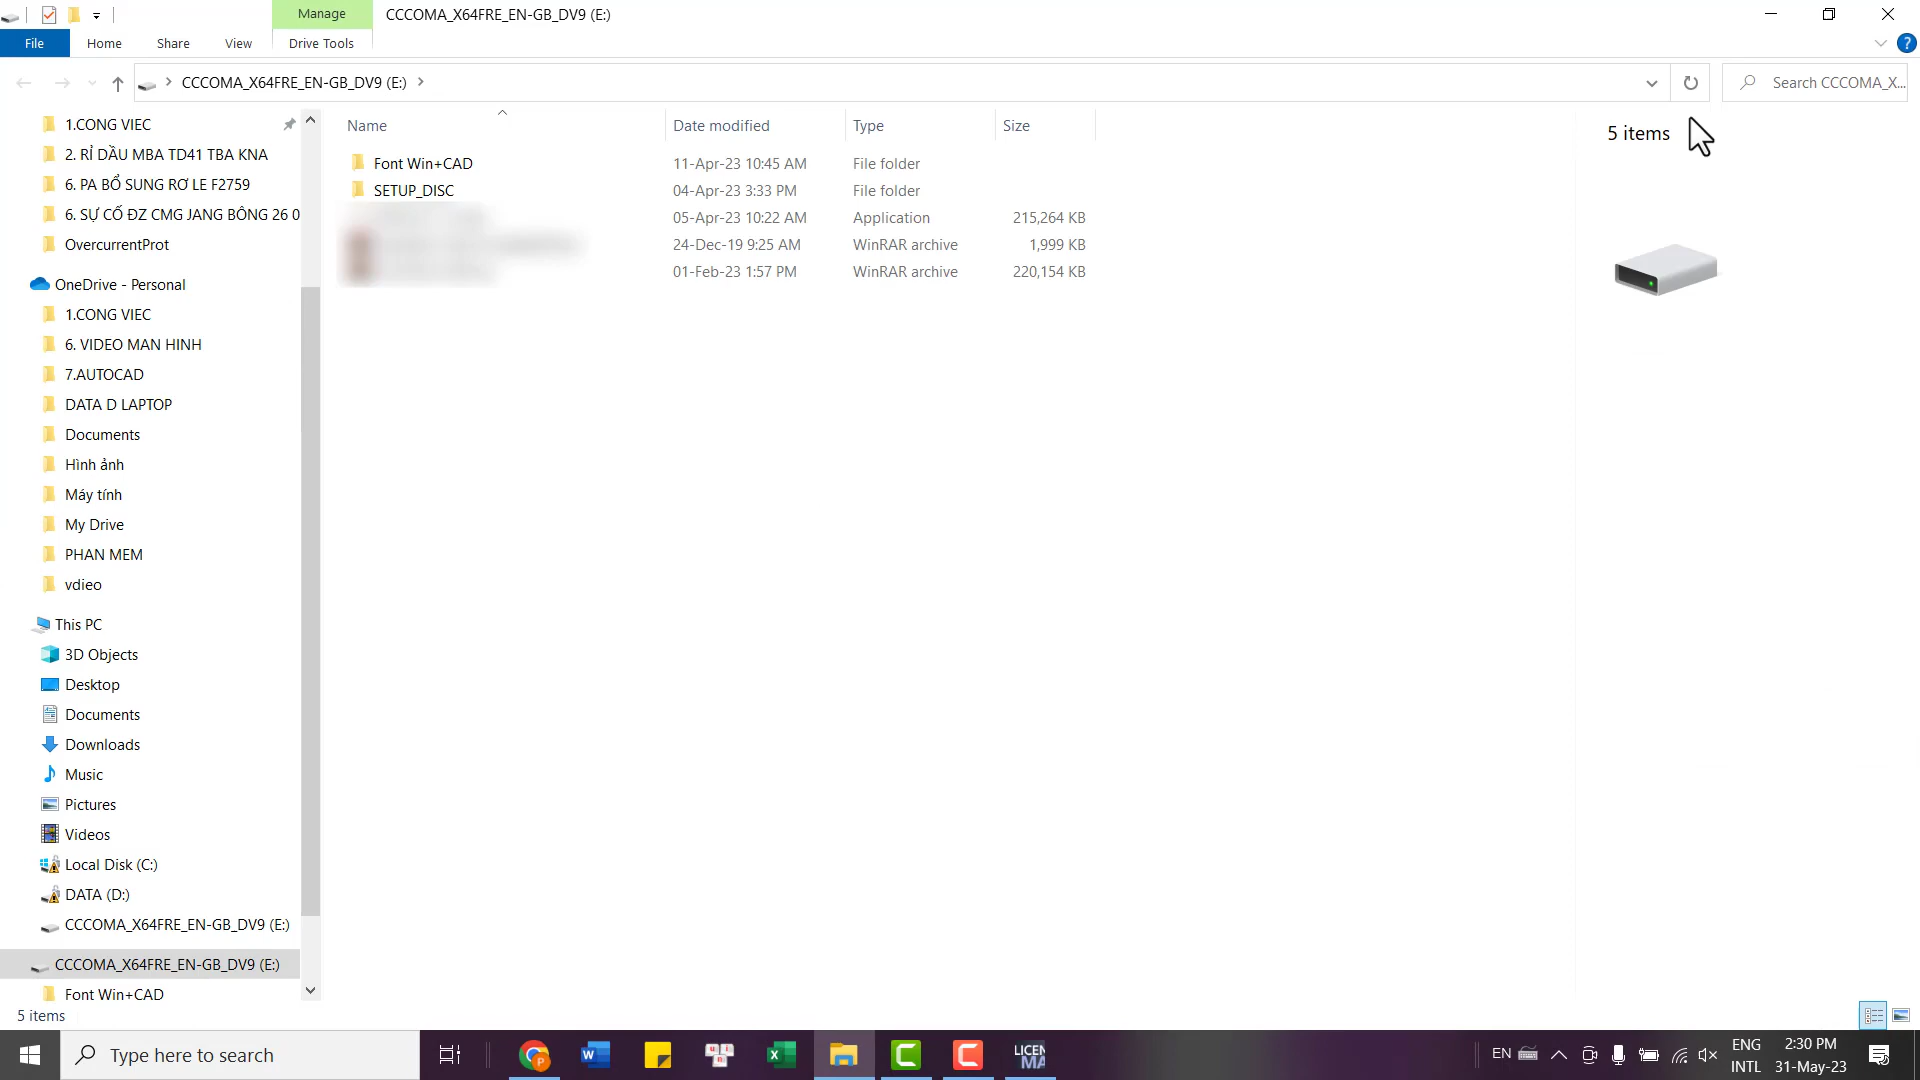 Manage
CCCOMA_X64FRE_EN-GB_DV9 (E:)
File
Home
Share
View
Drive Tools
CCCOMA_X64FRE_EN-GB_DV9 (E:)
Search CCCOMA_X...
1.CONG VIEC
2. RỈ DẦU MBA TD41 TBA KNA
6. PA BỔ SUNG RƠ LE F2759
6. SỰ CỐ ĐZ CMG JANG BÔNG 26 0
OvercurrentProt
OneDrive - Personal
1.CONG VIEC
6. VIDEO MAN HINH
7.AUTOCAD
DATA D LAPTOP
Documents
Hình ảnh
Máy tính
My Drive
PHAN MEM
vdieo
This PC
3D Objects
Desktop
Documents
Downloads
Music
Pictures
Videos
Local Disk (C:)
DATA (D:)
CCCOMA_X64FRE_EN-GB_DV9 (E:)
CCCOMA_X64FRE_EN-GB_DV9 (E:)
Font Win+CAD
Name Date modified Type Size
Font Win+CAD 11-Apr-23 10:45 AM File folder
SETUP_DISC 04-Apr-23 3:33 PM File folder
05-Apr-23 10:22 AM Application 215,264 KB
24-Dec-19 9:25 AM WinRAR archive 1,999 KB
01-Feb-23 1:57 PM WinRAR archive 220,154 KB
5 items
5 items
Type here to search
LICEN
MA
EN
ENG
INTL
2:30 PM
31-May-23